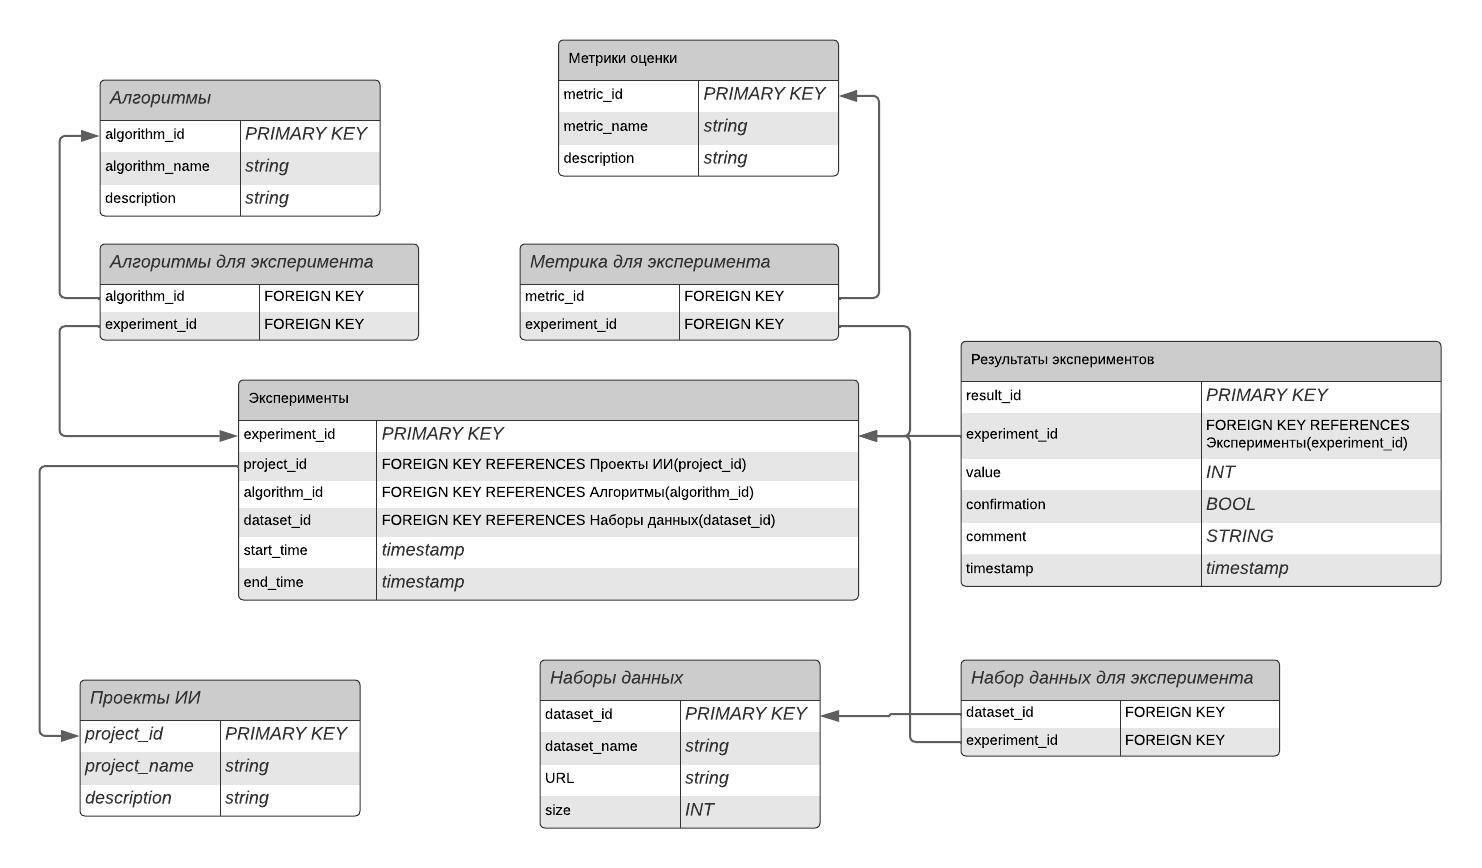 Алгоритмы
algorithm_id PRIMARY KEY
algorithm_name string
description string
Метрики оценки
metric_id PRIMARY KEY
metric_name string
description string
Алгоритмы для эксперимента
algorithm_id FOREIGN KEY
experiment_id FOREIGN KEY
Метрика для эксперимента
metric_id FOREIGN KEY
experiment_id FOREIGN KEY
Эксперименты
experiment_id PRIMARY KEY
project_id FOREIGN KEY REFERENCES Проекты ИИ(project_id)
algorithm_id FOREIGN KEY REFERENCES Алгоритмы(algorithm_id)
dataset_id FOREIGN KEY REFERENCES Наборы данных(dataset_id)
start_time timestamp
end_time timestamp
Результаты экспериментов
result_id PRIMARY KEY
experiment_id FOREIGN KEY REFERENCES
Эксперименты(experiment_id)
value INT
confirmation BOOL
comment STRING
timestamp timestamp
Проекты ИИ
project_id PRIMARY KEY
project_name string
description string
Наборы данных
dataset_id PRIMARY KEY
dataset_name string
URL string
size INT
Набор данных для эксперимента
dataset_id FOREIGN KEY
experiment_id FOREIGN KEY